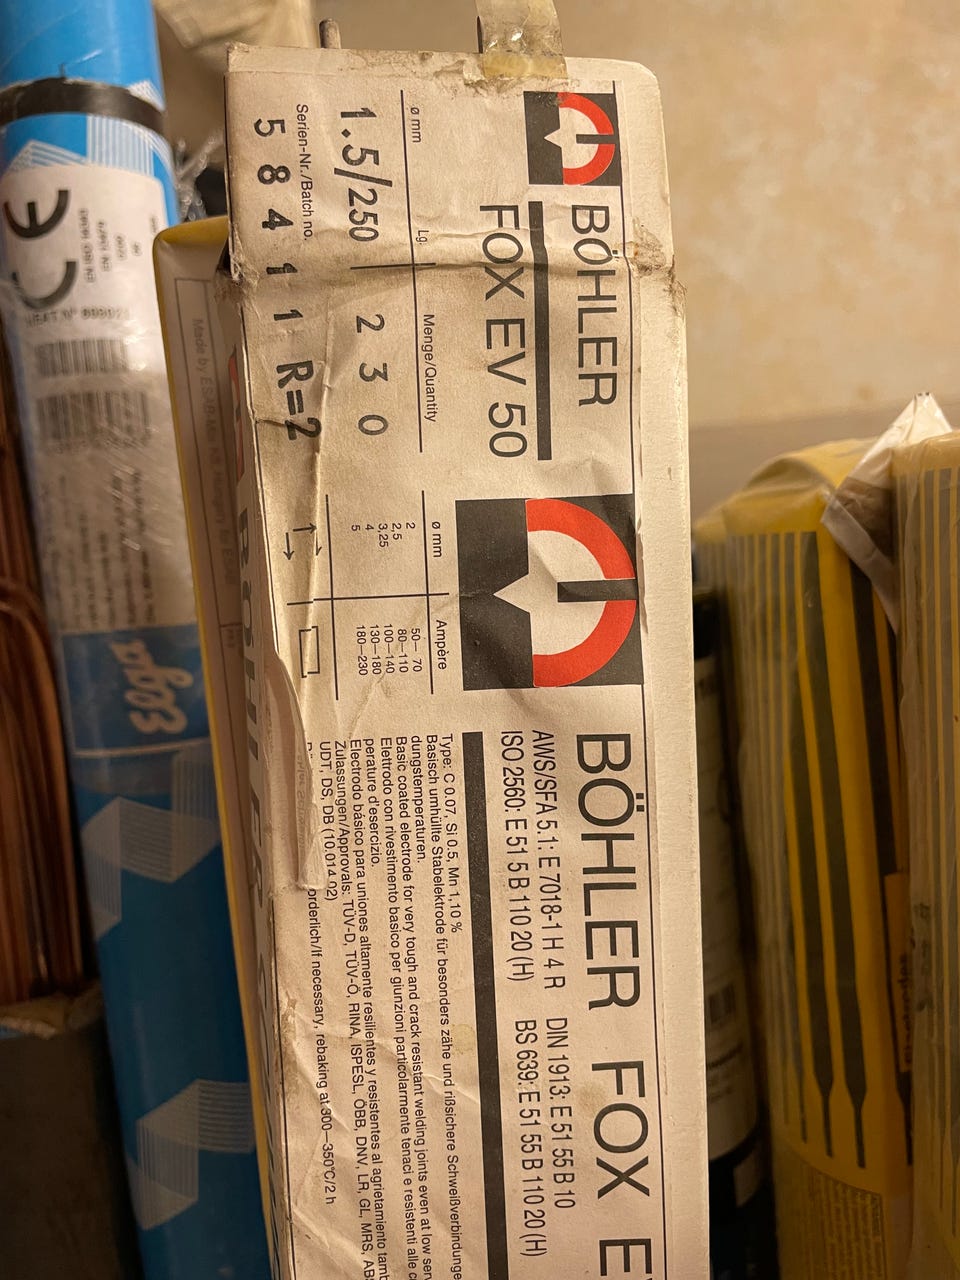 BÖHLER
FOX EV 50
ø mm Lg. Menge/Quantity
1.5/250 2 3 0
Serien-Nr./Batch no.
5 8 4 1 1 R=2
BÖHLER FOX E
AWS/SFA 5.1: E 7018-1 H 4 R DIN 1913: E 51 55 B 10
ISO 2560: E 51 5 B 110 20 (H) BS 639: E 51 55 B 110 20 (H)
ø mm Ampère
2 50— 70
2,5 80—110
3,25 100—140
4 130—180
5 180—230
Type: C 0.07, Si 0.5, Mn 1,10 %
Basisch umhüllte Stabelektrode für besonders zähe und rißsichere Schweißverbindunge
dungstemperaturen.
Basic coated electrode for very tough and crack resistant welding joints even at low serv
Elettrodo con rivestimento basico per giunzioni particolarmente tenaci e resistenti alle c
perature d'esercizio.
Electrodo básico para uniones altamente resilientes y resistentes al agrietamiento tamb
Zulassungen/Approvals: TÜV-D, TÜV-Ö, RINA, ISPESL, ÖBB, DNV, LR, GL, MRS, AB
UDT, DS, DB (10.014 02)
orderlich/If necessary, rebaking at 300—350°C/2 h
CE
Made by ESAB